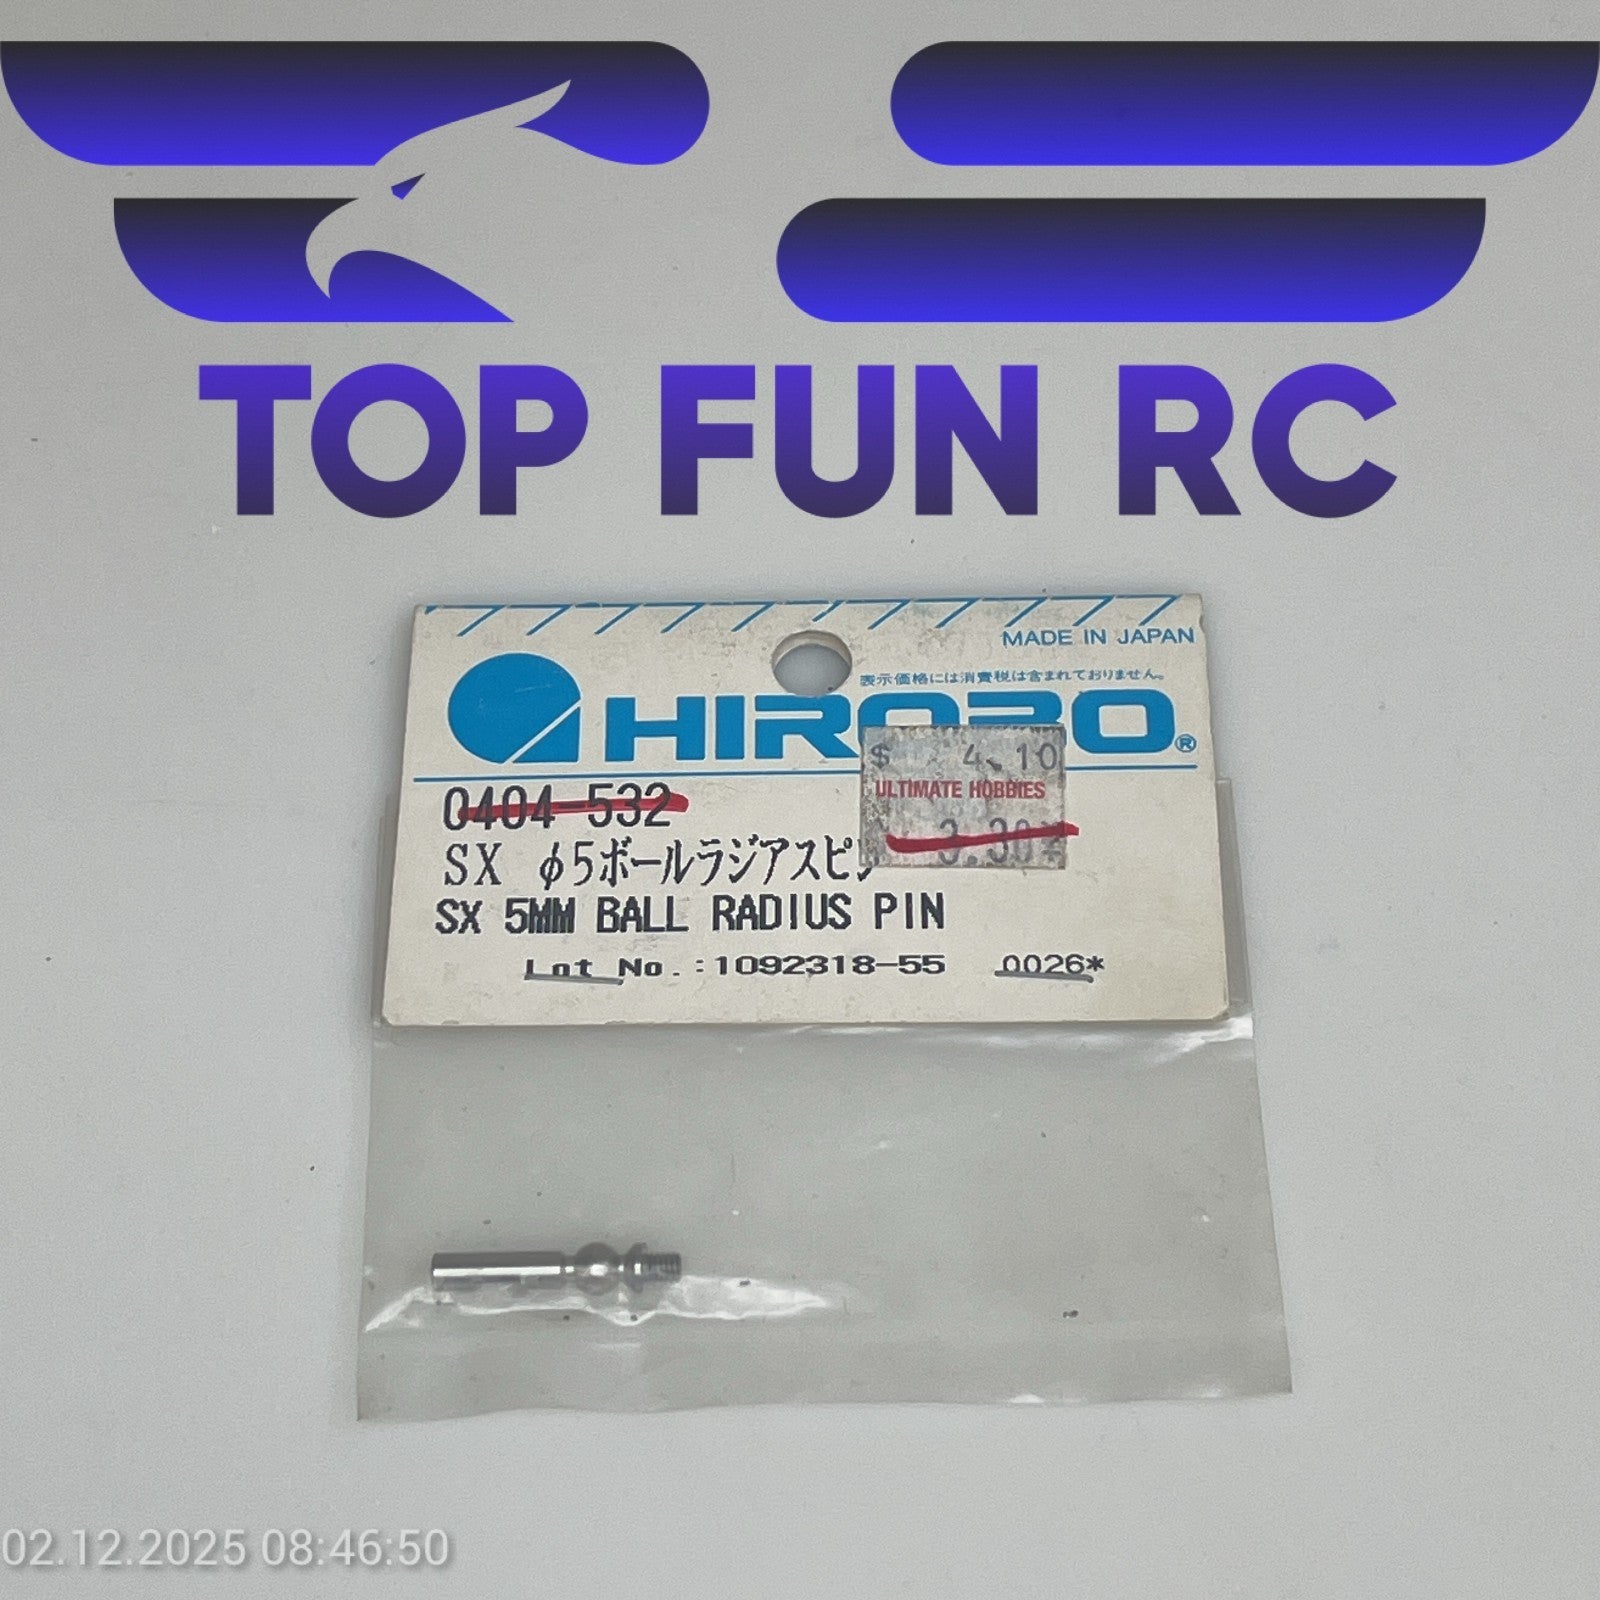 TOP FUN RC
MADE IN JAPAN
表示価格には消費税は含まれておりません。
HIROBO®
$ 4.10
ULTIMATE HOBBIES
3.30
0404-532
SX φ5ボールラジアスピン
SX 5MM BALL RADIUS PIN
Lot No.:1092318-55 0026*
02.12.2025 08:46:50